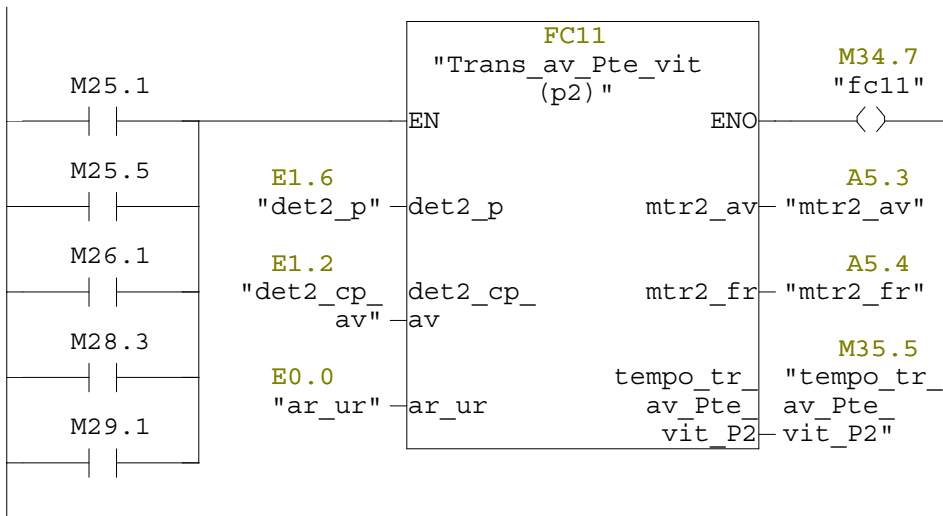 FC11
"Trans_av_Pte_vit
(p2)"
M34.7
"fc11"
M25.1
EN
ENO
M25.5
E1.6
"det2_p"
det2_p
mtr2_av
A5.3
"mtr2_av"
M26.1
E1.2
"det2_cp_
av"
det2_cp_
av
mtr2_fr
A5.4
"mtr2_fr"
M28.3
E0.0
"ar_ur"
ar_ur
tempo_tr_
av_Pte_
vit_P2
M35.5
"tempo_tr_
av_Pte_
vit_P2"
M29.1